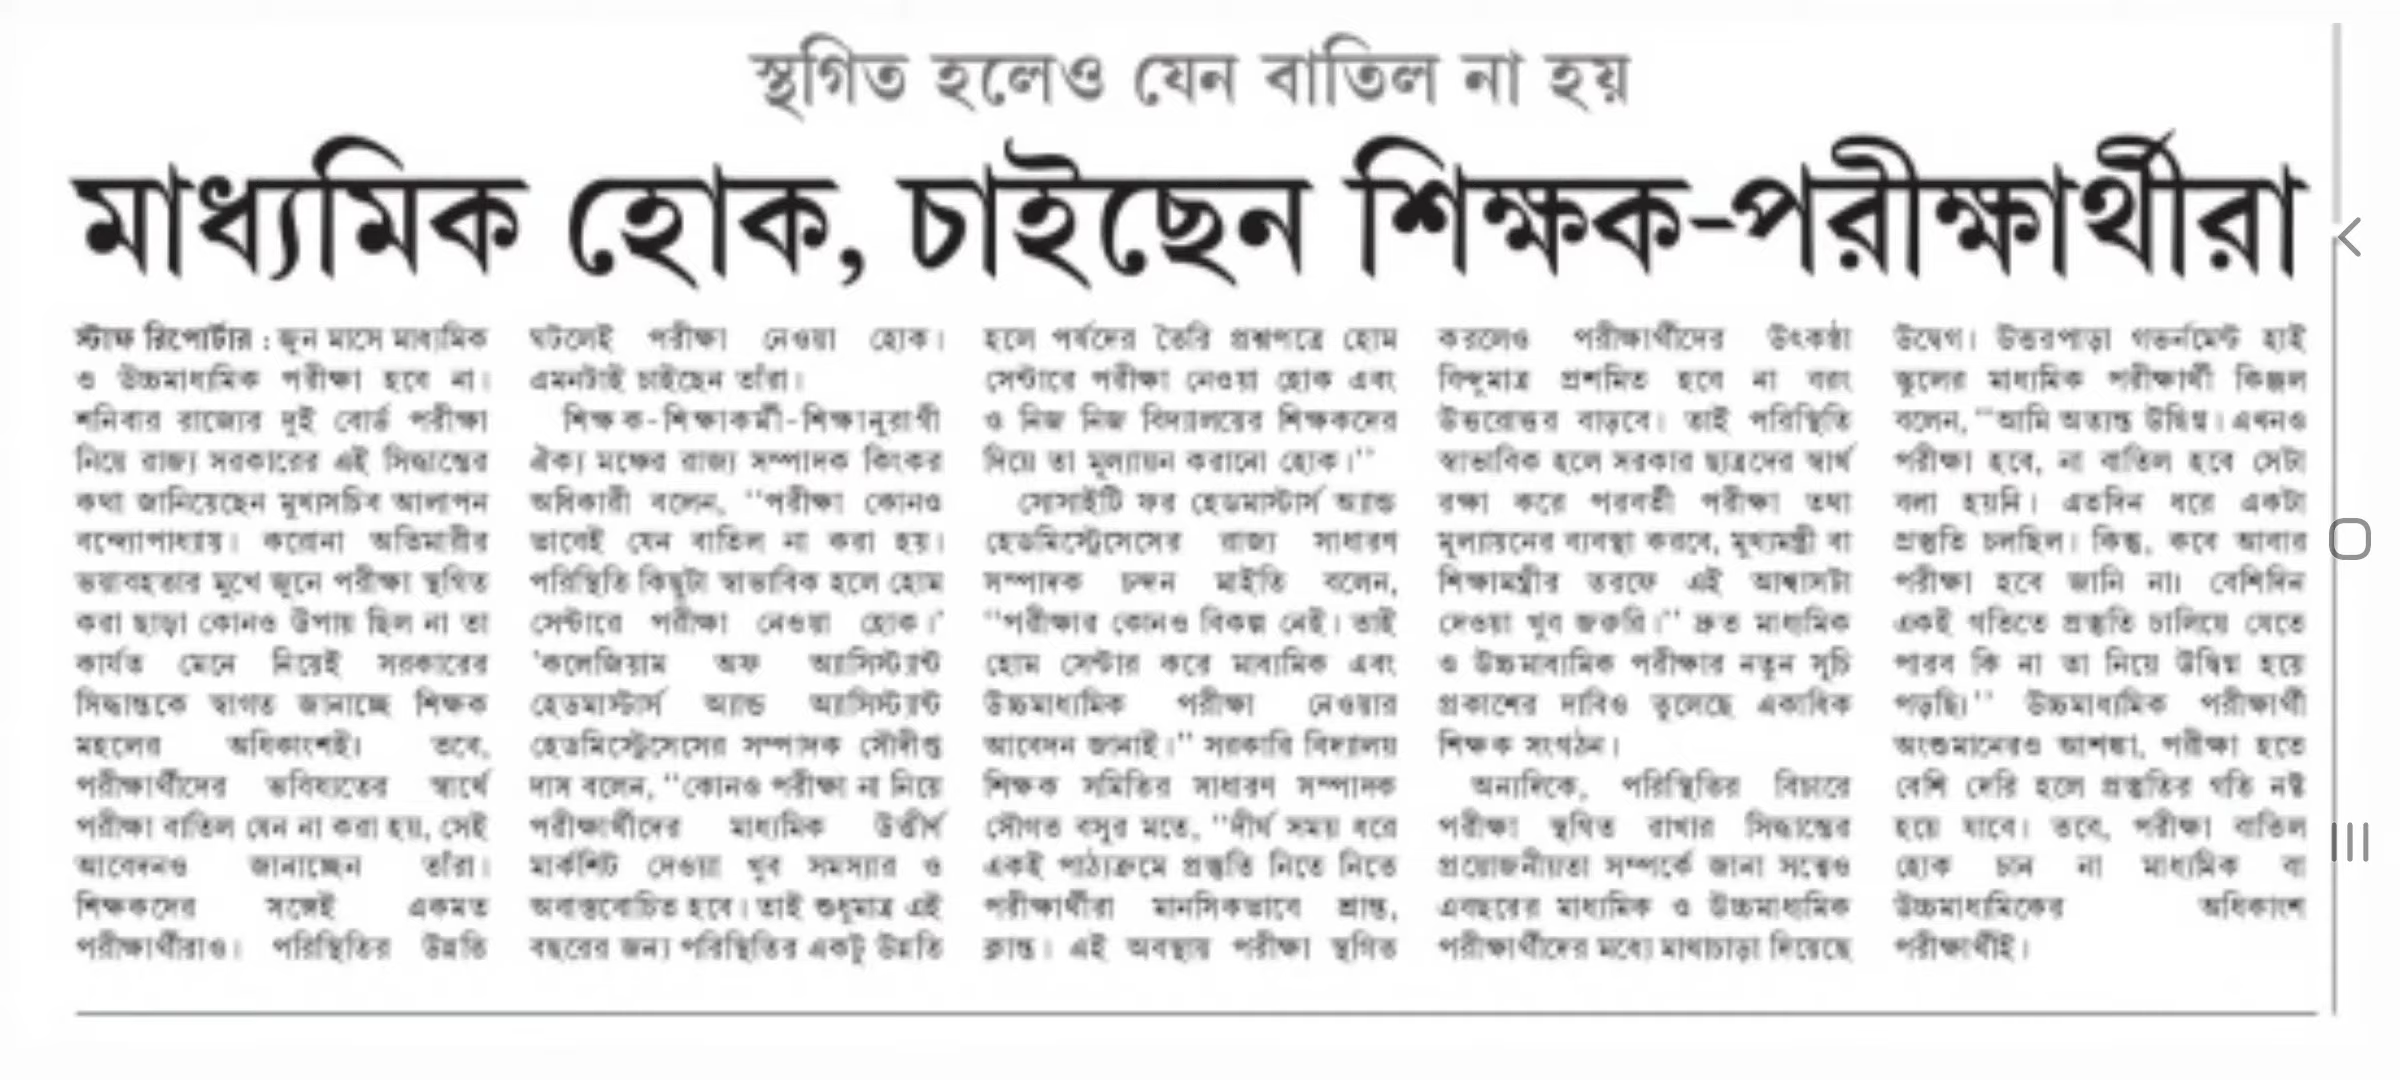 স্থগিত হলেও যেন বাতিল না হয়
মাধ্যমিক হোক, চাইছেন শিক্ষক-পরীক্ষার্থীরা
স্টাফ রিপোর্টার : জুন মাসে মাধ্যমিক
ও উচ্চমাধ্যমিক পরীক্ষা হবে না।
শনিবার রাজ্যের দুই বোর্ড পরীক্ষা
নিয়ে রাজ্য সরকারের এই সিদ্ধান্তের
কথা জানিয়েছেন মুখ্যসচিব আলাপন
বন্দ্যোপাধ্যায়। করোনা অতিমারীর
ভয়াবহতার মুখে জুনে পরীক্ষা স্থগিত
করা ছাড়া কোনও উপায় ছিল না তা
কার্যত মেনে নিয়েই সরকারের
সিদ্ধান্তকে স্বাগত জানাচ্ছে শিক্ষক
মহলের অধিকাংশই। তবে,
পরীক্ষার্থীদের ভবিষ্যতের স্বার্থে
পরীক্ষা বাতিল যেন না করা হয়, সেই
আবেদনও জানাচ্ছেন তাঁরা।
শিক্ষকদের সঙ্গেই একমত
পরীক্ষার্থীরাও। পরিস্থিতির উন্নতি
ঘটলেই পরীক্ষা নেওয়া হোক।
এমনটাই চাইছেন তাঁরা।
শিক্ষক-শিক্ষাকর্মী-শিক্ষানুরাগী
ঐক্য মঞ্চের রাজ্য সম্পাদক কিংকর
অধিকারী বলেন, ‘‘পরীক্ষা কোনও
ভাবেই যেন বাতিল না করা হয়।
পরিস্থিতি কিছুটা স্বাভাবিক হলে হোম
সেন্টারে পরীক্ষা নেওয়া হোক।’
‘কলেজিয়াম অফ অ্যাসিস্ট্যান্ট
হেডমাস্টার্স অ্যান্ড অ্যাসিস্ট্যান্ট
হেডমিস্ট্রেসেসের সম্পাদক সৌদীপ্ত
দাস বলেন, ‘‘কোনও পরীক্ষা না নিয়ে
পরীক্ষার্থীদের মাধ্যমিক উত্তীর্ণ
মার্কশিট দেওয়া খুব সমস্যার ও
অবাস্তবোচিত হবে। তাই শুধুমাত্র এই
বছরের জন্য পরিস্থিতির একটু উন্নতি
হলে পর্ষদের তৈরি প্রশ্নপত্রে হোম
সেন্টারে পরীক্ষা নেওয়া হোক এবং
ও নিজ নিজ বিদ্যালয়ের শিক্ষকদের
দিয়ে তা মূল্যায়ন করানো হোক।’’
সোসাইটি ফর হেডমাস্টার্স অ্যান্ড
হেডমিস্ট্রেসেসের রাজ্য সাধারণ
সম্পাদক চন্দন মাইতি বলেন,
‘‘পরীক্ষার কোনও বিকল্প নেই। তাই
হোম সেন্টার করে মাধ্যমিক এবং
উচ্চমাধ্যমিক পরীক্ষা নেওয়ার
আবেদন জানাই।’’ সরকারি বিদ্যালয়
শিক্ষক সমিতির সাধারণ সম্পাদক
সৌগত বসুর মতে, ‘‘দীর্ঘ সময় ধরে
একই পাঠ্যক্রমে প্রস্তুতি নিতে নিতে
পরীক্ষার্থীরা মানসিকভাবে শ্রান্ত,
ক্লান্ত। এই অবস্থায় পরীক্ষা স্থগিত
করলেও পরীক্ষার্থীদের উৎকণ্ঠা
বিন্দুমাত্র প্রশমিত হবে না বরং
উত্তরোত্তর বাড়বে। তাই পরিস্থিতি
স্বাভাবিক হলে সরকার ছাত্রদের স্বার্থ
রক্ষা করে পরবর্তী পরীক্ষা তথা
মূল্যায়নের ব্যবস্থা করবে, মুখ্যমন্ত্রী বা
শিক্ষামন্ত্রীর তরফে এই আশ্বাসটা
দেওয়া খুব জরুরি।’’ দ্রুত মাধ্যমিক
ও উচ্চমাধ্যমিক পরীক্ষার নতুন সূচি
প্রকাশের দাবিও তুলেছে একাধিক
শিক্ষক সংগঠন।
অন্যদিকে, পরিস্থিতির বিচারে
পরীক্ষা স্থগিত রাখার সিদ্ধান্তের
প্রয়োজনীয়তা সম্পর্কে জানা সত্ত্বেও
এবছরের মাধ্যমিক ও উচ্চমাধ্যমিক
পরীক্ষার্থীদের মধ্যে মাথাচাড়া দিয়েছে
উদ্বেগ। উত্তরপাড়া গভর্নমেন্ট হাই
স্কুলের মাধ্যমিক পরীক্ষার্থী কিঞ্জল
বলেন, ‘‘আমি অত্যন্ত উদ্বিগ্ন। এখনও
পরীক্ষা হবে, না বাতিল হবে সেটা
বলা হয়নি। এতদিন ধরে একটা
প্রস্তুতি চলছিল। কিন্তু, কবে আবার
পরীক্ষা হবে জানি না। বেশিদিন
একই গতিতে প্রস্তুতি চালিয়ে যেতে
পারব কি না তা নিয়ে উদ্বিগ্ন হয়ে
পড়ছি।’’ উচ্চমাধ্যমিক পরীক্ষার্থী
অংশুমানেরও আশঙ্কা, পরীক্ষা হতে
বেশি দেরি হলে প্রস্তুতির গতি নষ্ট
হয়ে যাবে। তবে, পরীক্ষা বাতিল
হোক চান না মাধ্যমিক বা
উচ্চমাধ্যমিকের অধিকাংশ
পরীক্ষার্থীই।